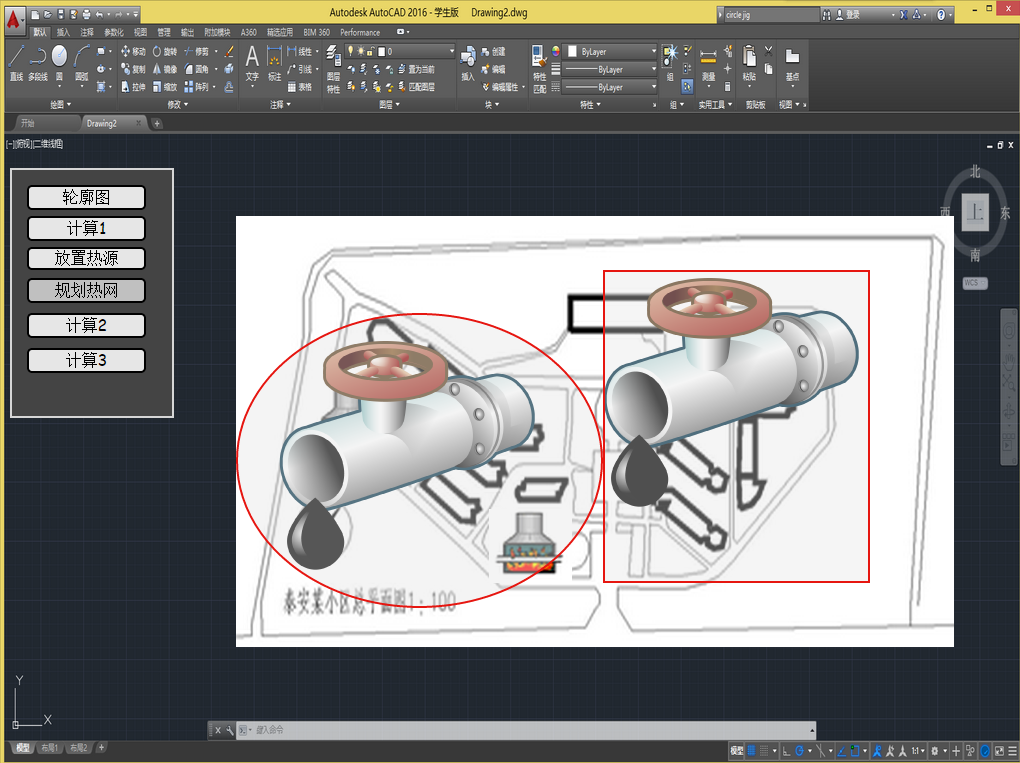 Autodesk AutoCAD 2016 - 学生版 Drawing2.dwg
circle jig
登录
默认 插入 注释 参数化 视图 管理 输出 附加模块 A360 精选应用 BIM 360 Performance
直线 多段线 圆 圆弧
移动 旋转 修剪
复制 镜像 圆角
拉伸 缩放 阵列
文字 标注
线性
引线
表格
图层特性
0
置为当前
匹配图层
插入
创建
编辑
编辑属性
特性匹配
ByLayer
ByLayer
ByLayer
组 测量 粘贴 基点
绘图 修改 注释 图层 块 特性 组 实用工具 剪贴板 视图
开始 Drawing2
[-][俯视][二维线框]
轮廓图
计算1
放置热源
规划热网
计算2
计算3
北
西 上 东
南
WCS
泰安某小区总平面图1：100
Y
X
键入命令
模型 布局1 布局2
模型 1:1